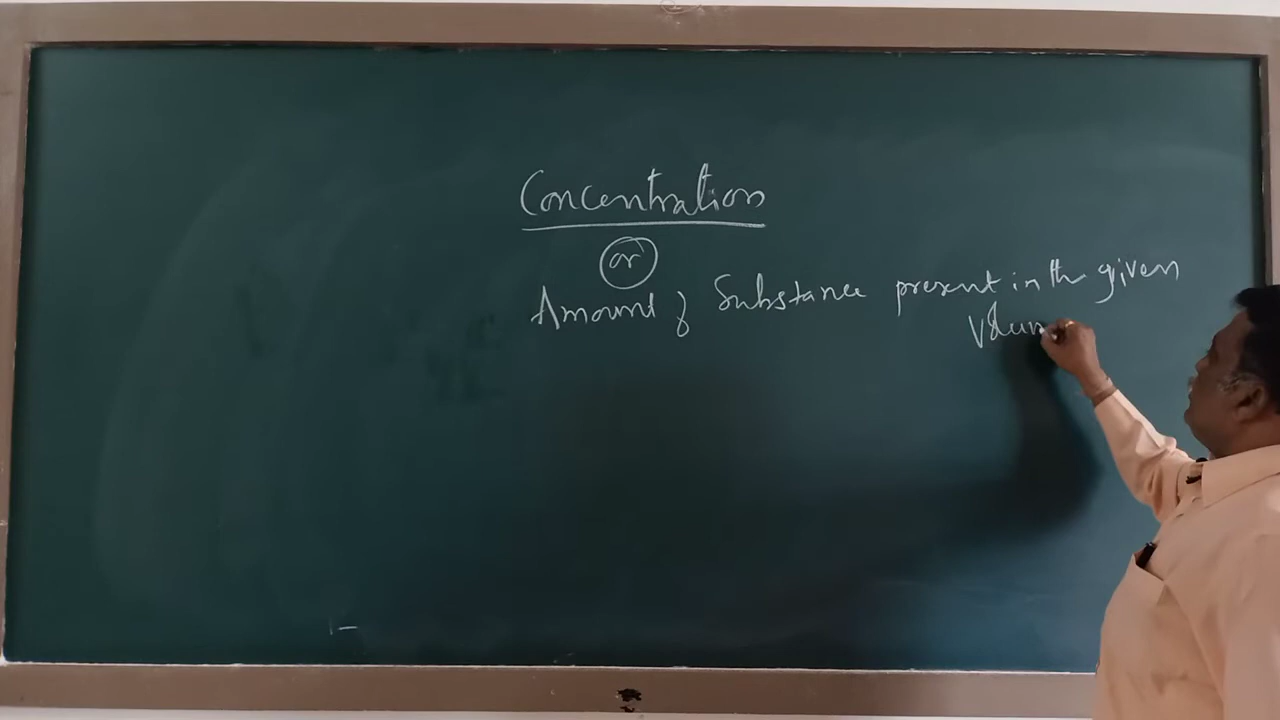 Concentration
or
Amount of Substance present in the given
Volum